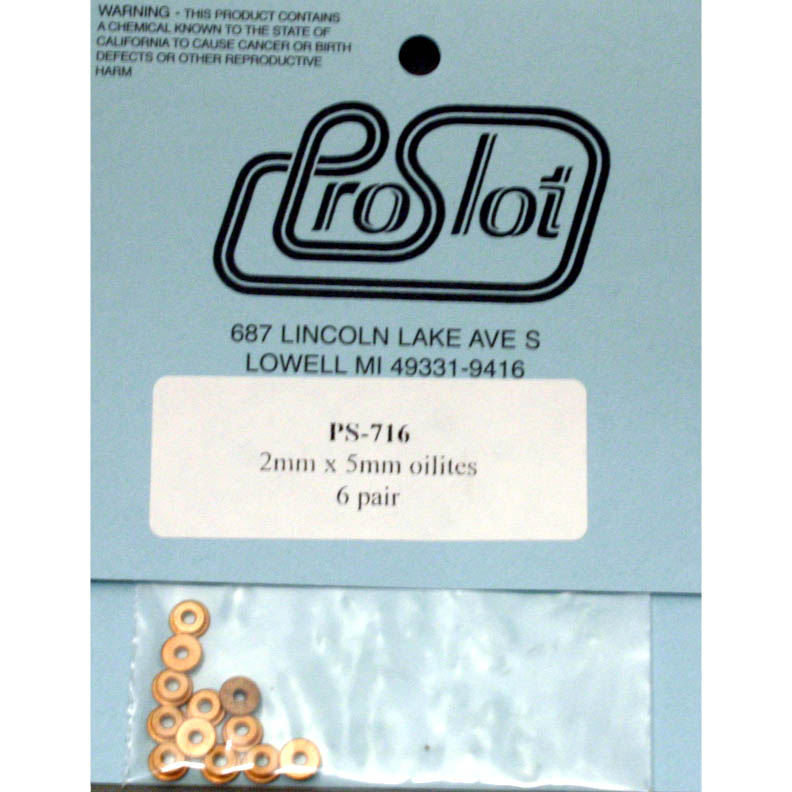 WARNING - THIS PRODUCT CONTAINS
A CHEMICAL KNOWN TO THE STATE OF
CALIFORNIA TO CAUSE CANCER OR BIRTH
DEFECTS OR OTHER REPRODUCTIVE
HARM
ProSlot
687 LINCOLN LAKE AVE S
LOWELL MI 49331-9416
PS-716
2mm x 5mm oilites
6 pair